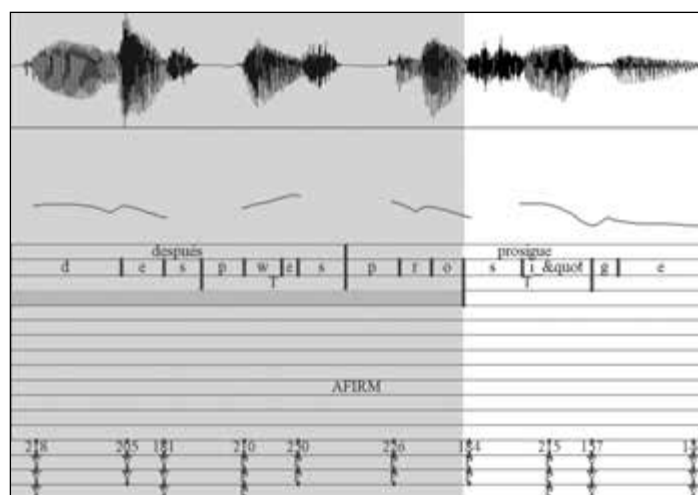 después prosigue
d e s p w e s p r o s i &quot g e
T T
AFIRM
218 205 181 210 230 226 184 215 157